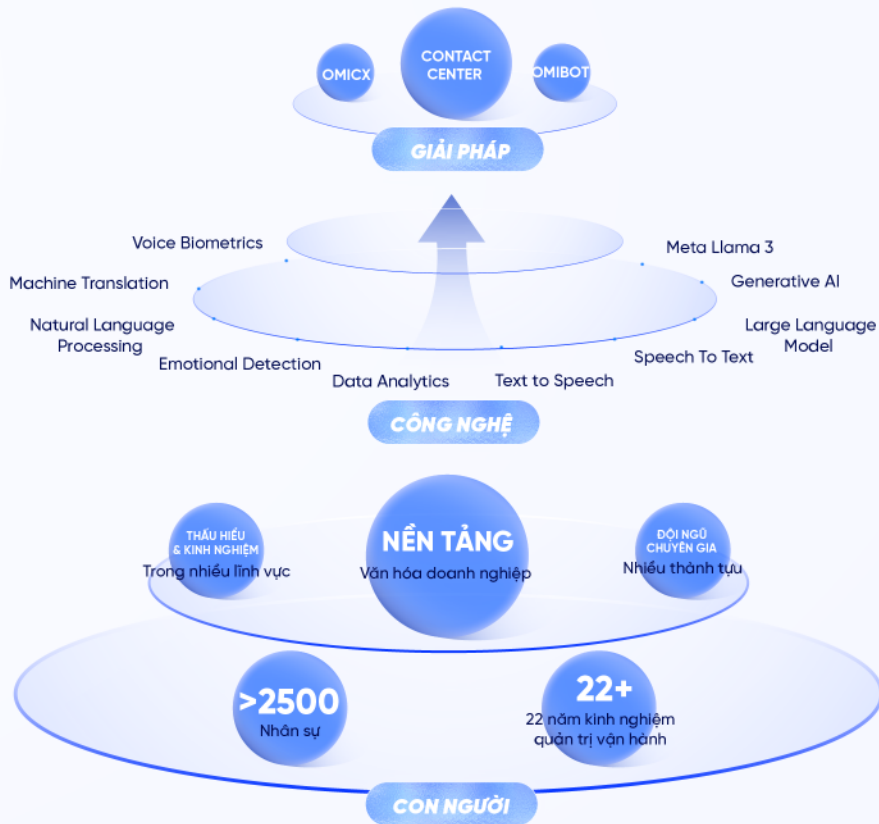 OMICX
CONTACT
CENTER
OMIBOT
GIẢI PHÁP
Voice Biometrics
Meta Llama 3
Machine Translation
Generative AI
Natural Language
Processing
Large Language
Model
Emotional Detection
Speech To Text
Data Analytics
Text to Speech
CÔNG NGHỆ
THẤU HIỂU
& KINH NGHIỆM
Trong nhiều lĩnh vực
NỀN TẢNG
Văn hóa doanh nghiệp
ĐỘI NGŨ
CHUYÊN GIA
Nhiều thành tựu
>2500
Nhân sự
22+
22 năm kinh nghiệm
quản trị vận hành
CON NGƯỜI